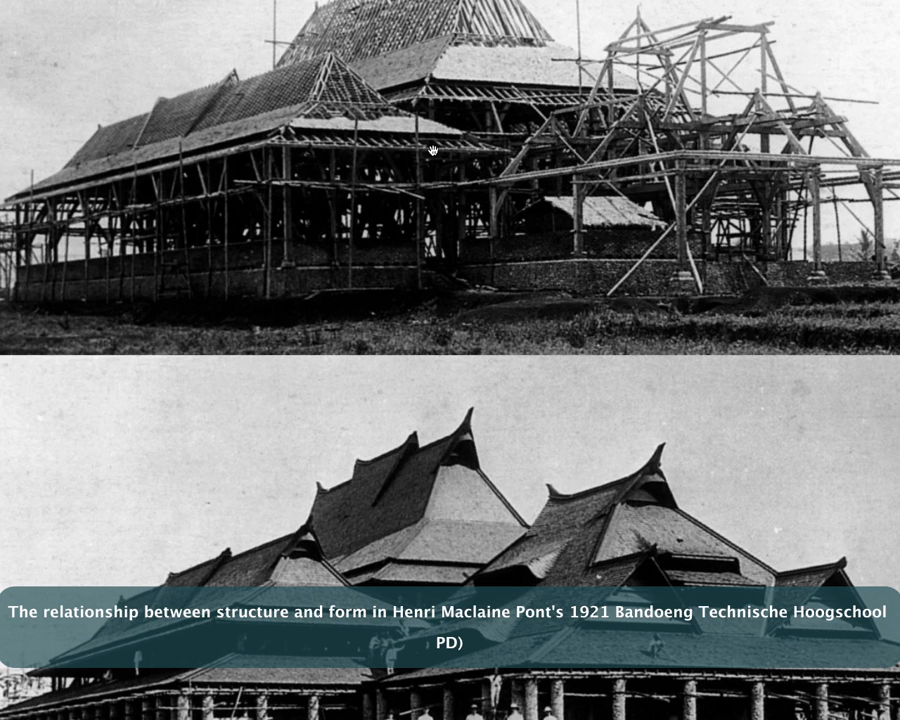 The relationship between structure and form in Henri Maclaine Pont's 1921 Bandoeng Technische Hoogschool
PD)